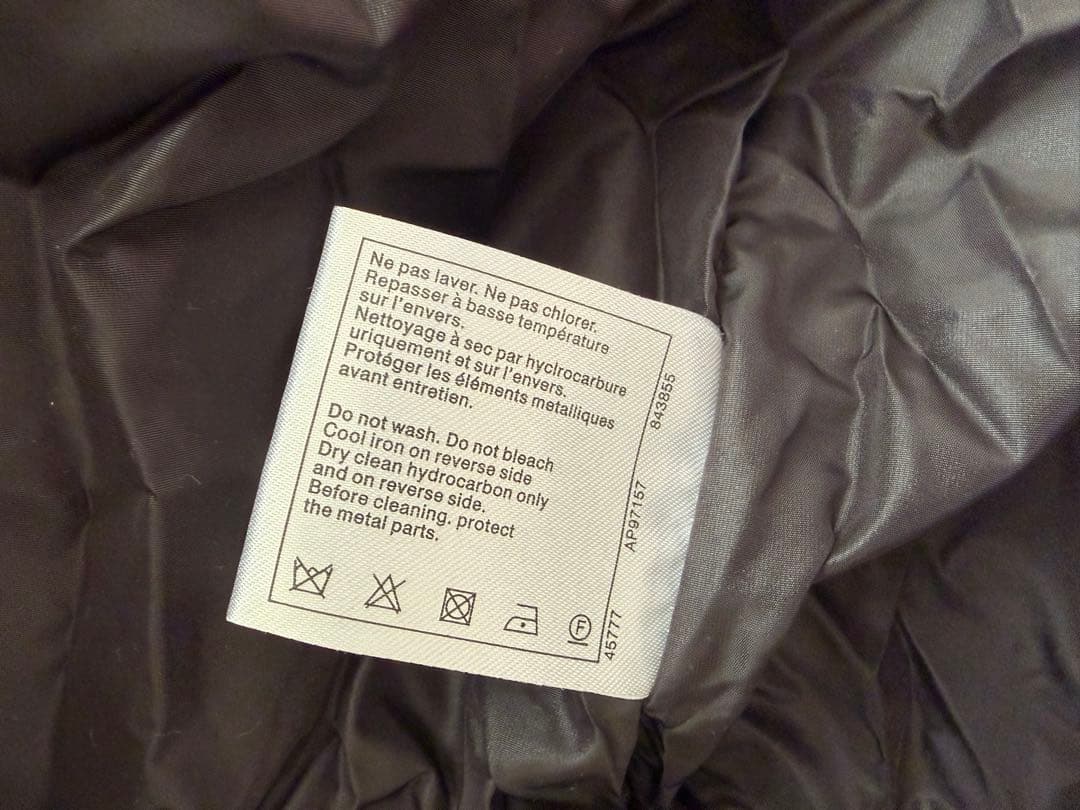 Ne pas laver. Ne pas chlorer.
Repasser à basse température
sur l'envers.
Nettoyage à sec par hyclrocarbure
uriquement et sur l'envers.
Protéger les éléments metalliques
avant entretien.
Do not wash. Do not bleach
Cool iron on reverse side
Dry clean hydrocarbon only
and on reverse side.
Before cleaning, protect
the metal parts.
F
843855
AP97157
45777